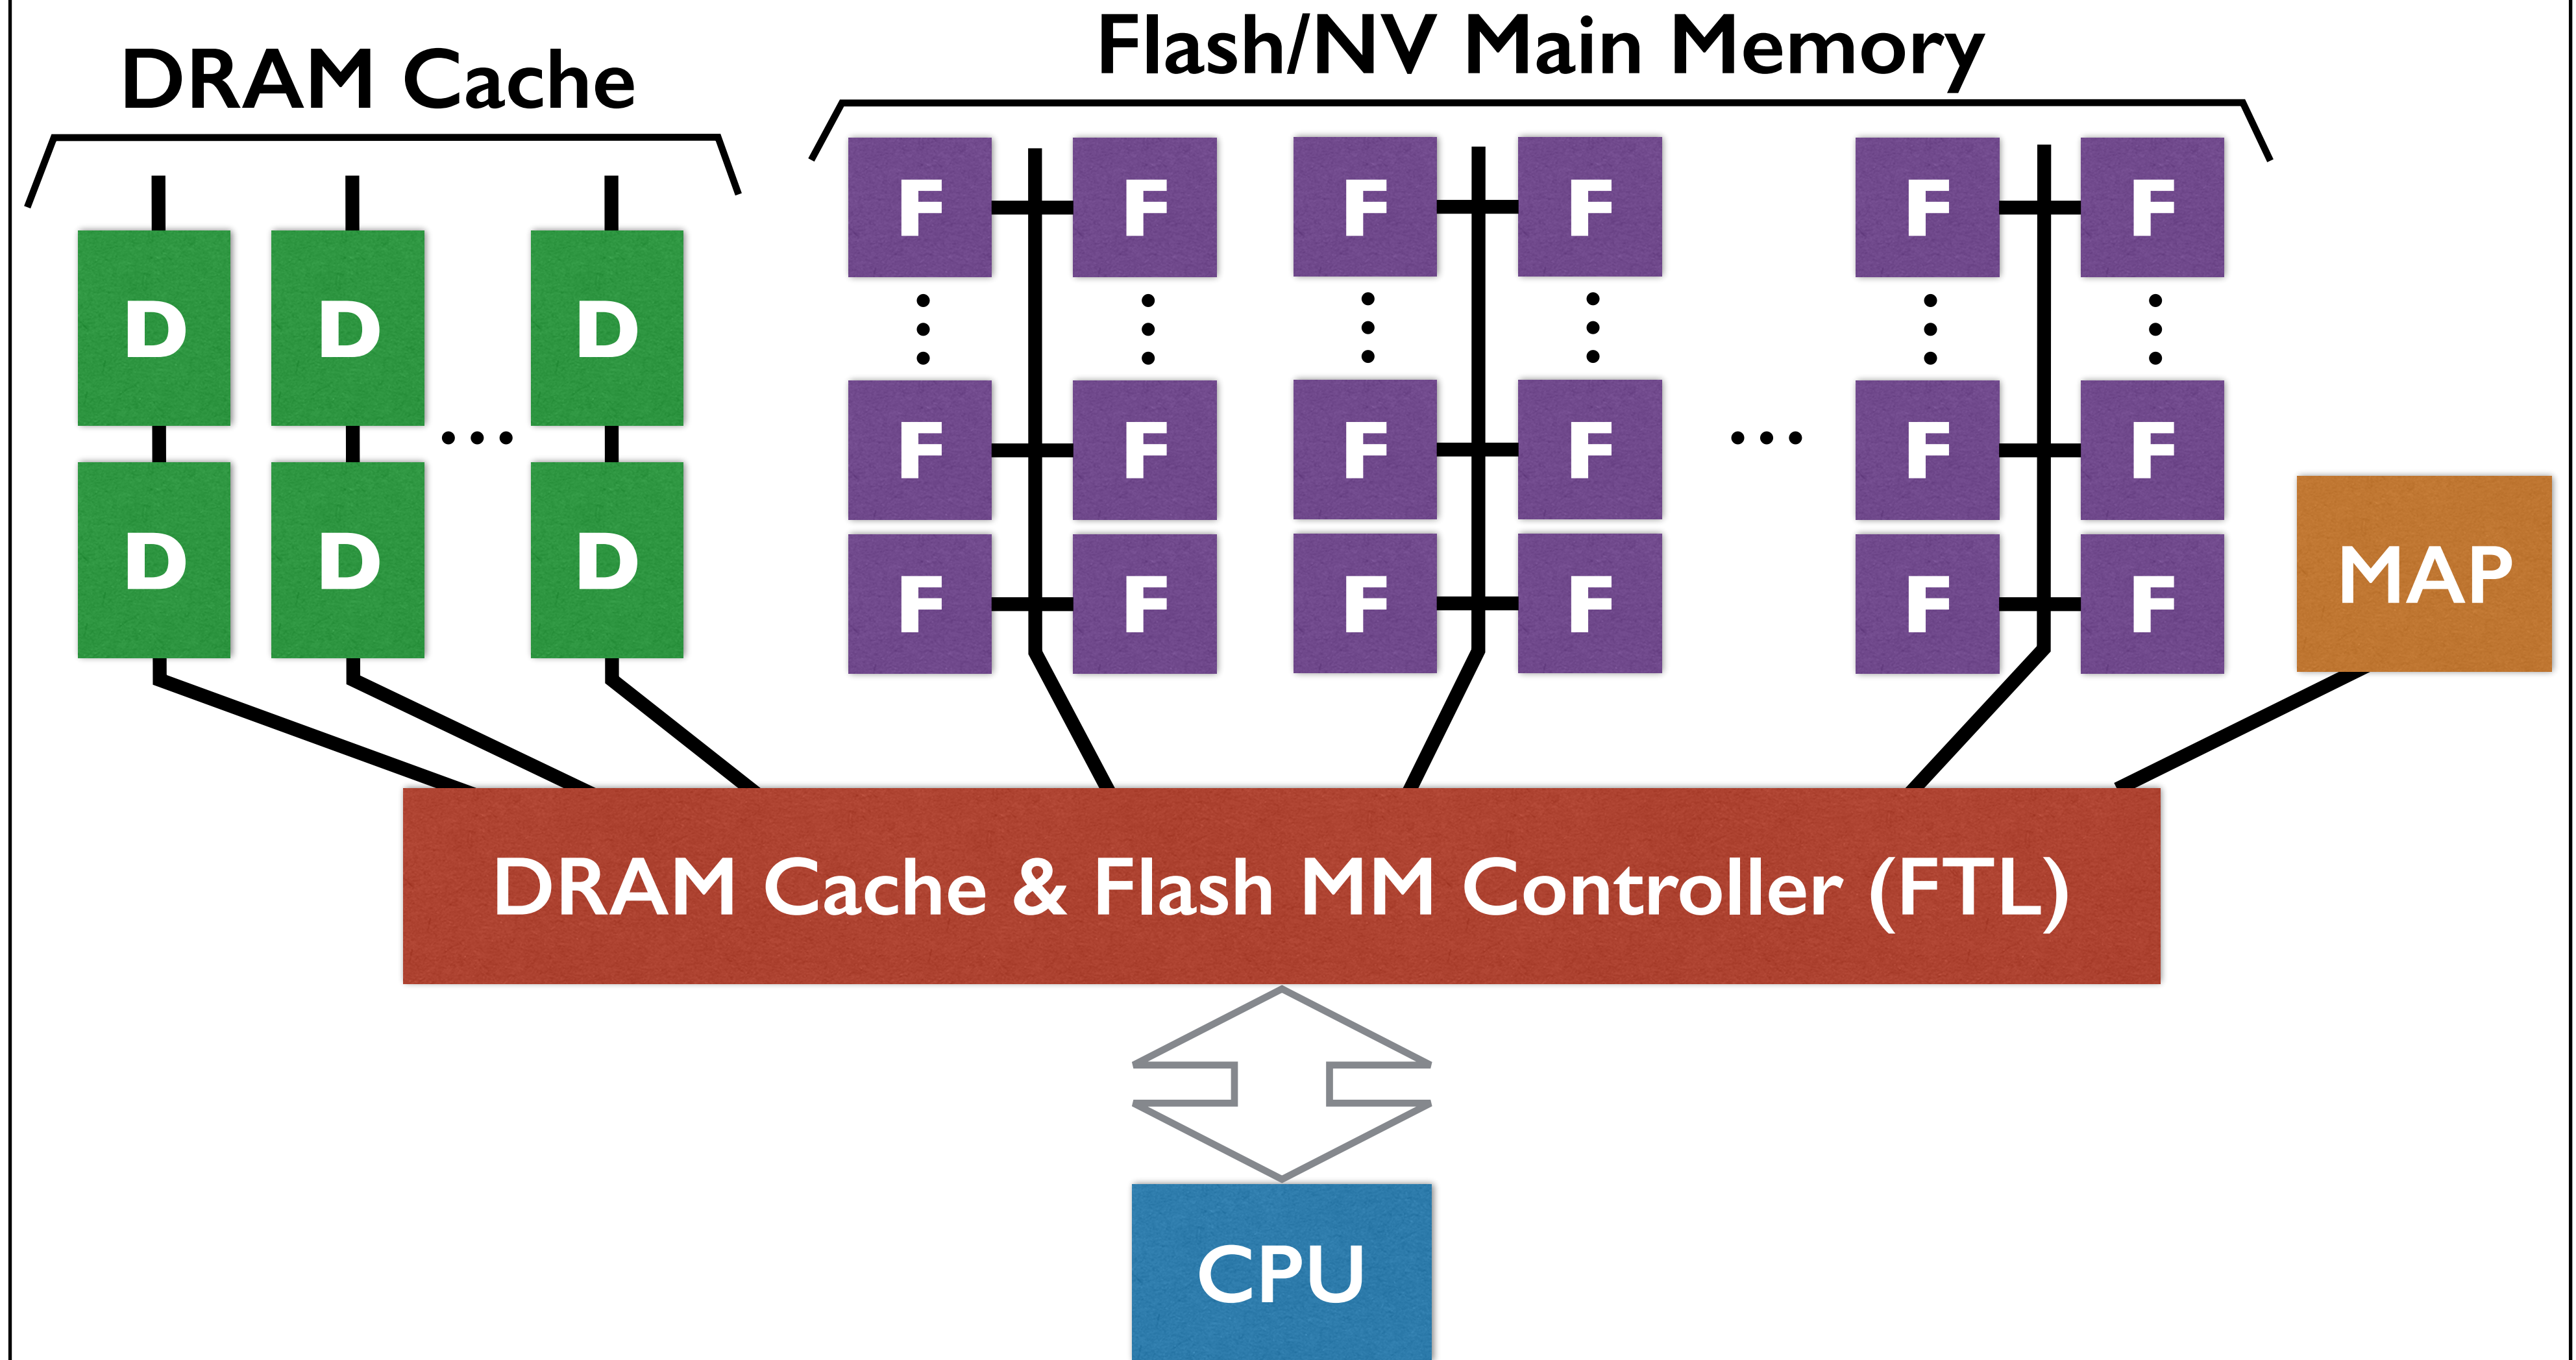 DRAM Cache
Flash/NV Main Memory
F F F F F F
D D D
F F F F F F
D D D
F F F F F F
MAP
DRAM Cache & Flash MM Controller (FTL)
CPU